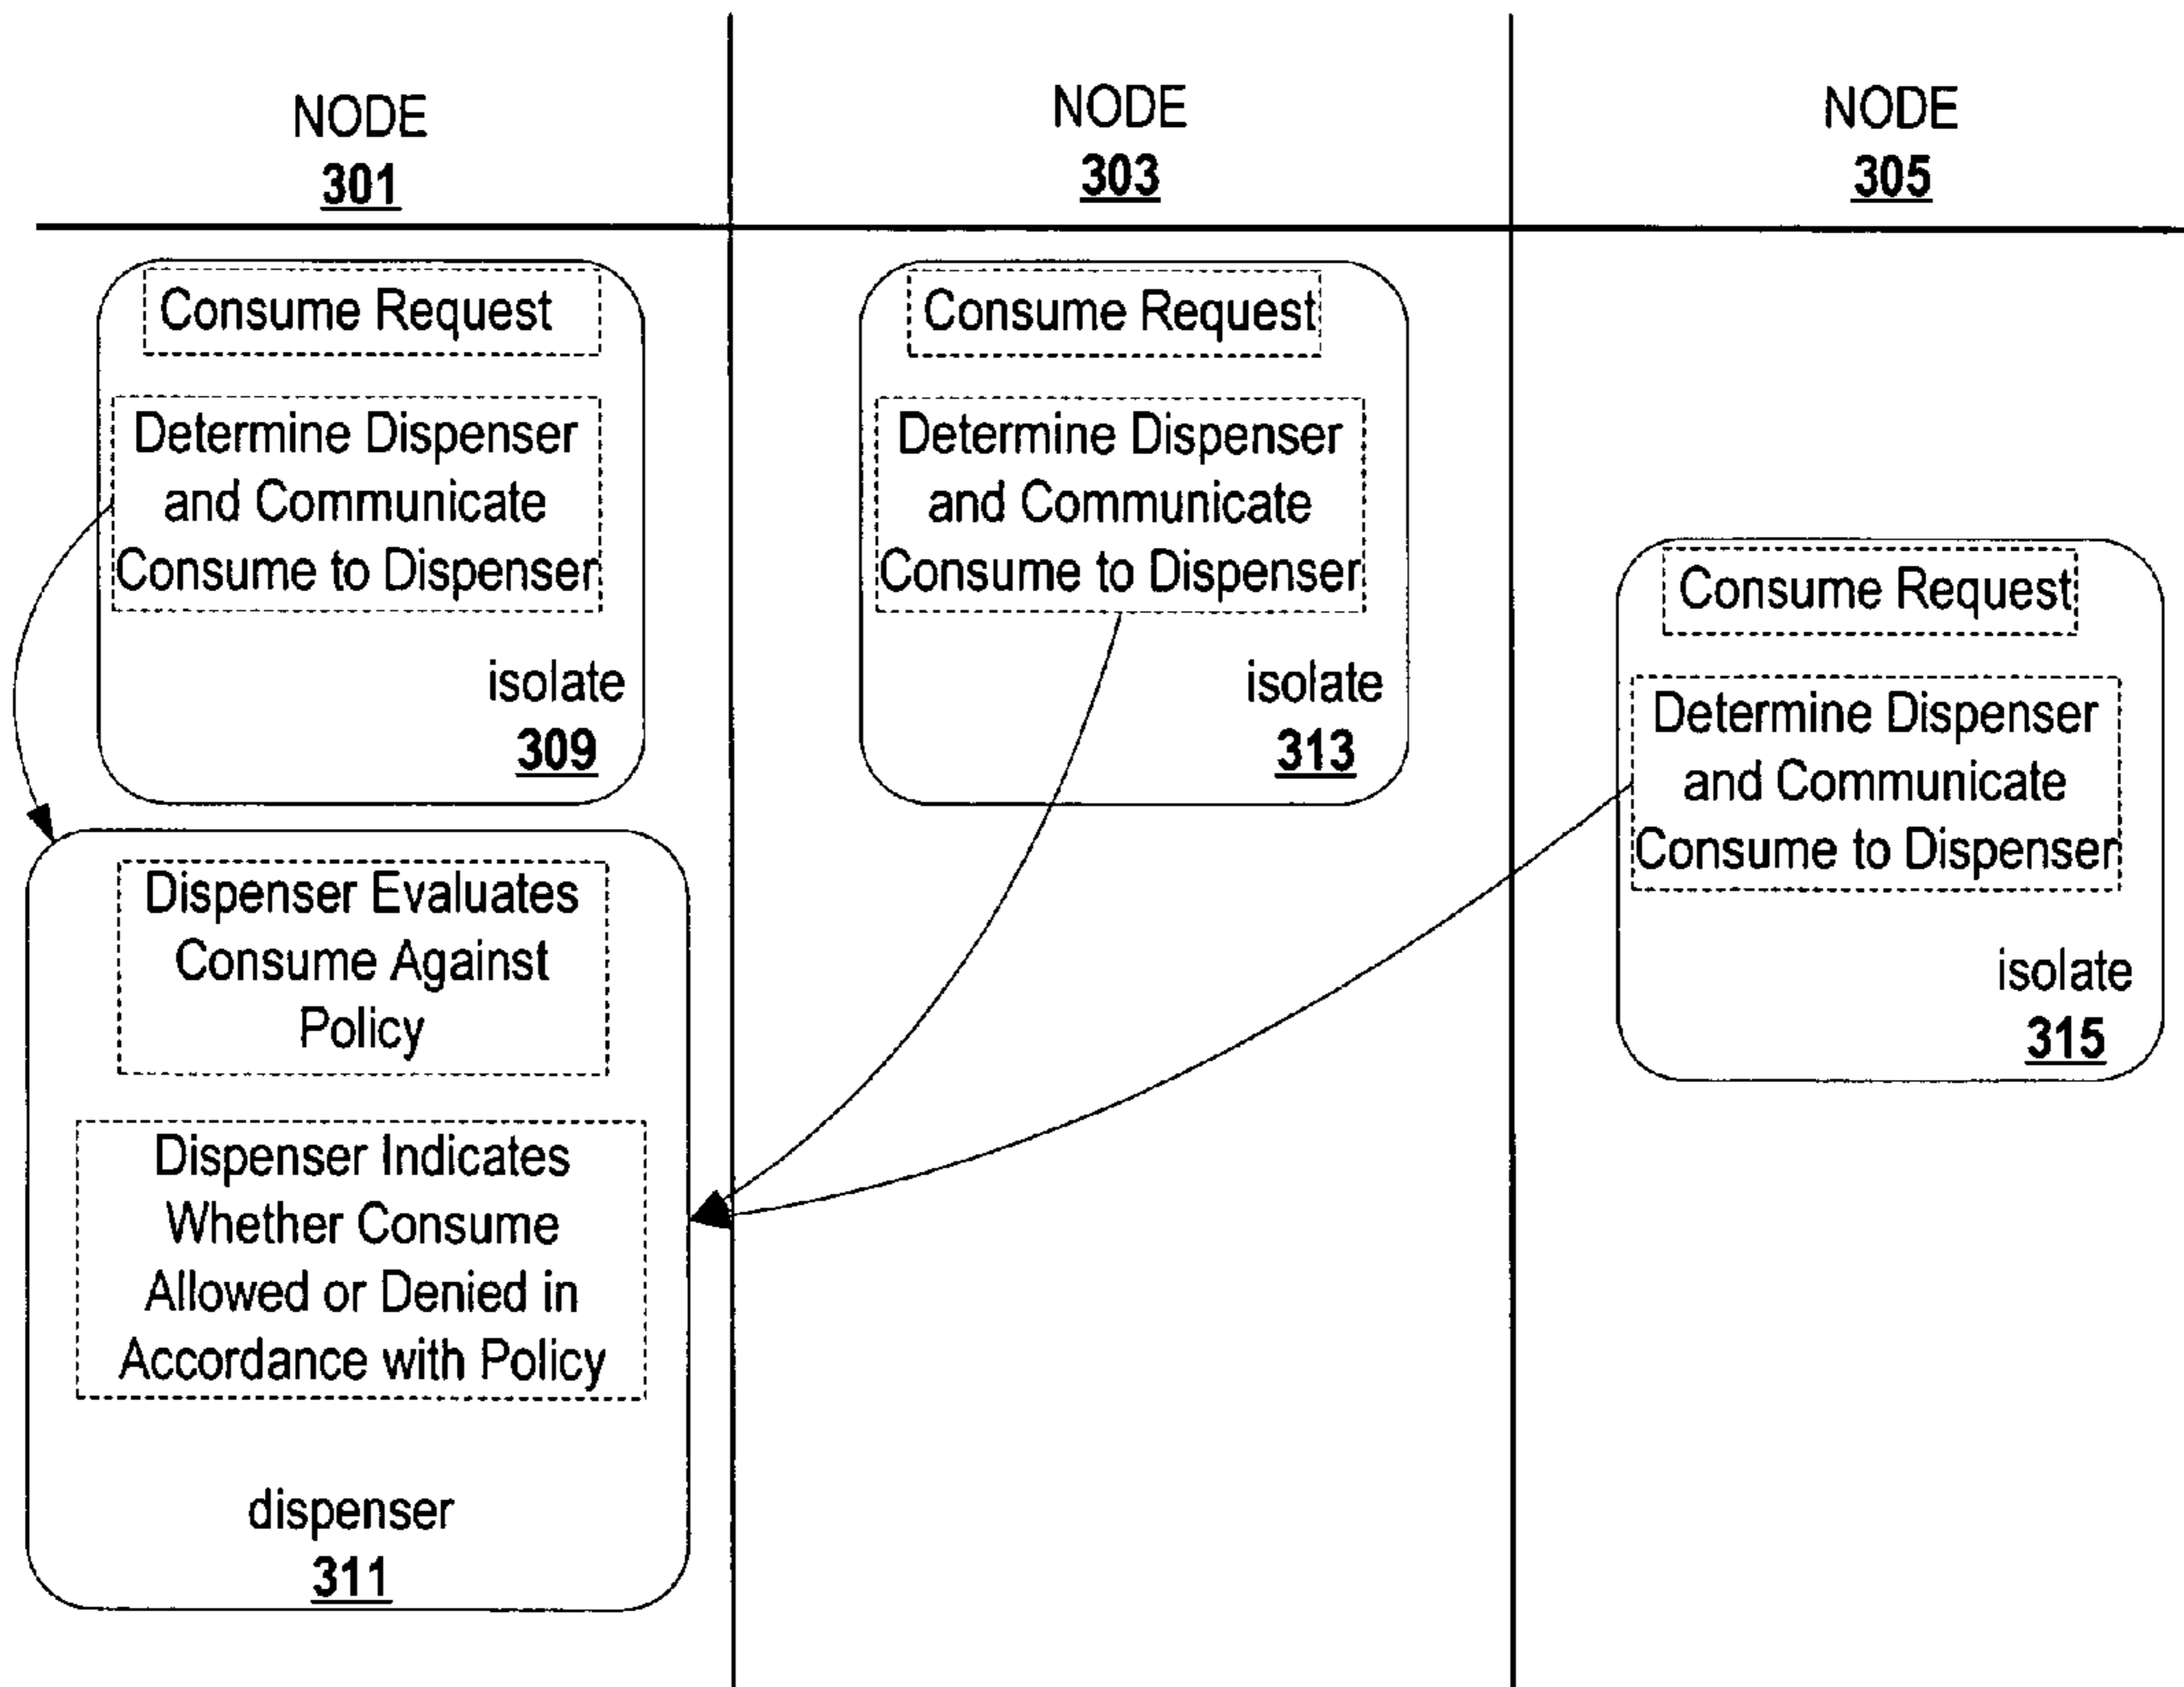 NODE
301
NODE
303
NODE
305
Consume Request
Determine Dispenser
and Communicate
Consume to Dispenser
isolate
309
Consume Request
Determine Dispenser
and Communicate
Consume to Dispenser
isolate
313
Consume Request
Determine Dispenser
and Communicate
Consume to Dispenser
isolate
315
Dispenser Evaluates
Consume Against
Policy
Dispenser Indicates
Whether Consume
Allowed or Denied in
Accordance with Policy
dispenser
311